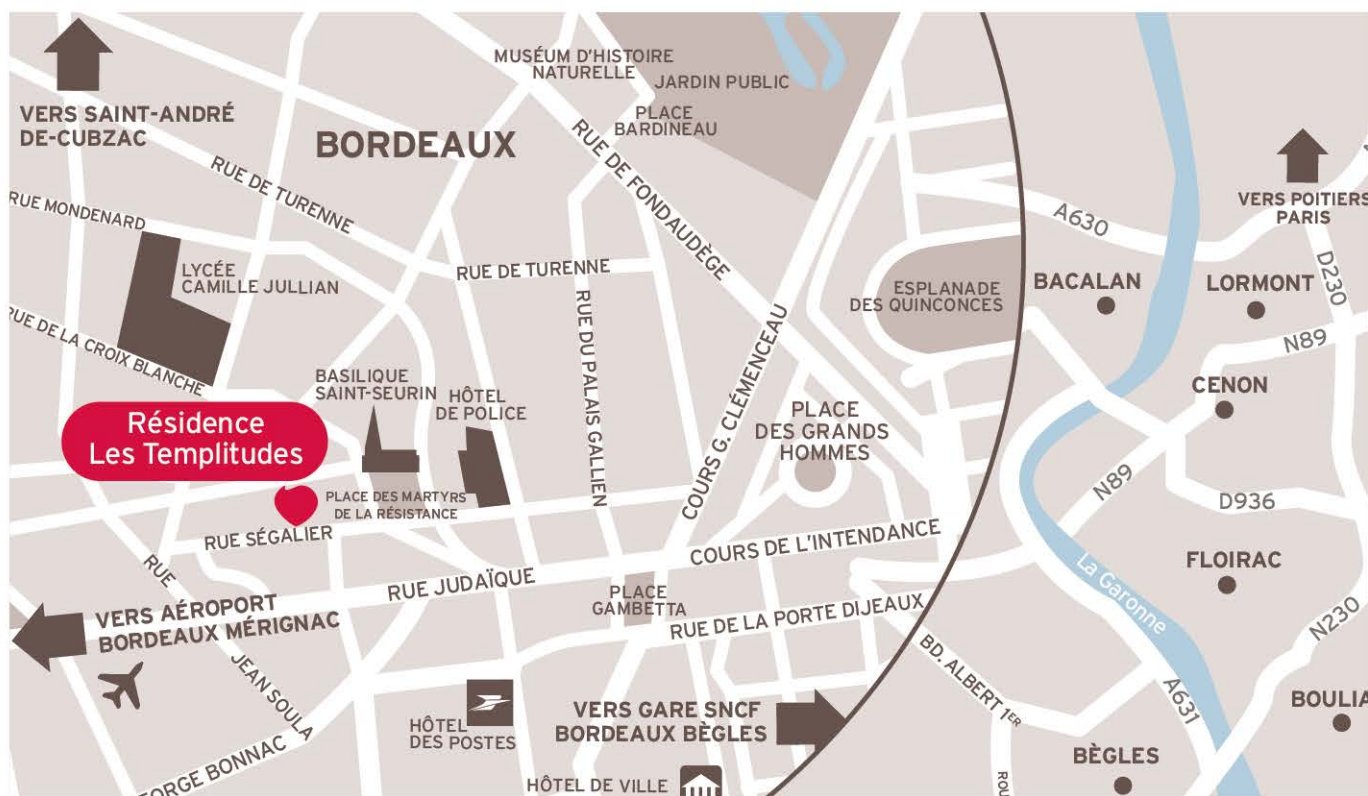 MUSÉUM D'HISTOIRE
NATURELLE
JARDIN PUBLIC
PLACE
BARDINEAU
VERS SAINT-ANDRÉ
DE-CUBZAC
BORDEAUX
RUE DE FONDAUDÈGE
RUE DE TURENNE
RUE MONDENARD
VERS POITIERS
PARIS
A630
D230
LYCÉE
CAMILLE JULLIAN
RUE DE TURENNE
ESPLANADE
DES QUINCONCES
BACALAN
LORMONT
N89
RUE DE LA CROIX BLANCHE
RUE DU PALAIS GALLIEN
COURS G. CLÉMENCEAU
BASILIQUE
SAINT-SEURIN
HÔTEL
DE POLICE
CENON
Résidence
Les Templitudes
PLACE
DES GRANDS
HOMMES
N89
D936
PLACE DES MARTYRS
DE LA RÉSISTANCE
RUE SÉGALIER
COURS DE L'INTENDANCE
RUE JUDAÏQUE
FLOIRAC
La Garonne
PLACE
GAMBETTA
RUE DE LA PORTE DIJEAUX
VERS AÉROPORT
BORDEAUX MÉRIGNAC
RUE
JEAN SOULA
N230
BD. ALBERT 1ER
A631
BOULIA
HÔTEL
DES POSTES
VERS GARE SNCF
BORDEAUX BÈGLES
BÈGLES
EORGE BONNAC
HÔTEL DE VILLE
ROU